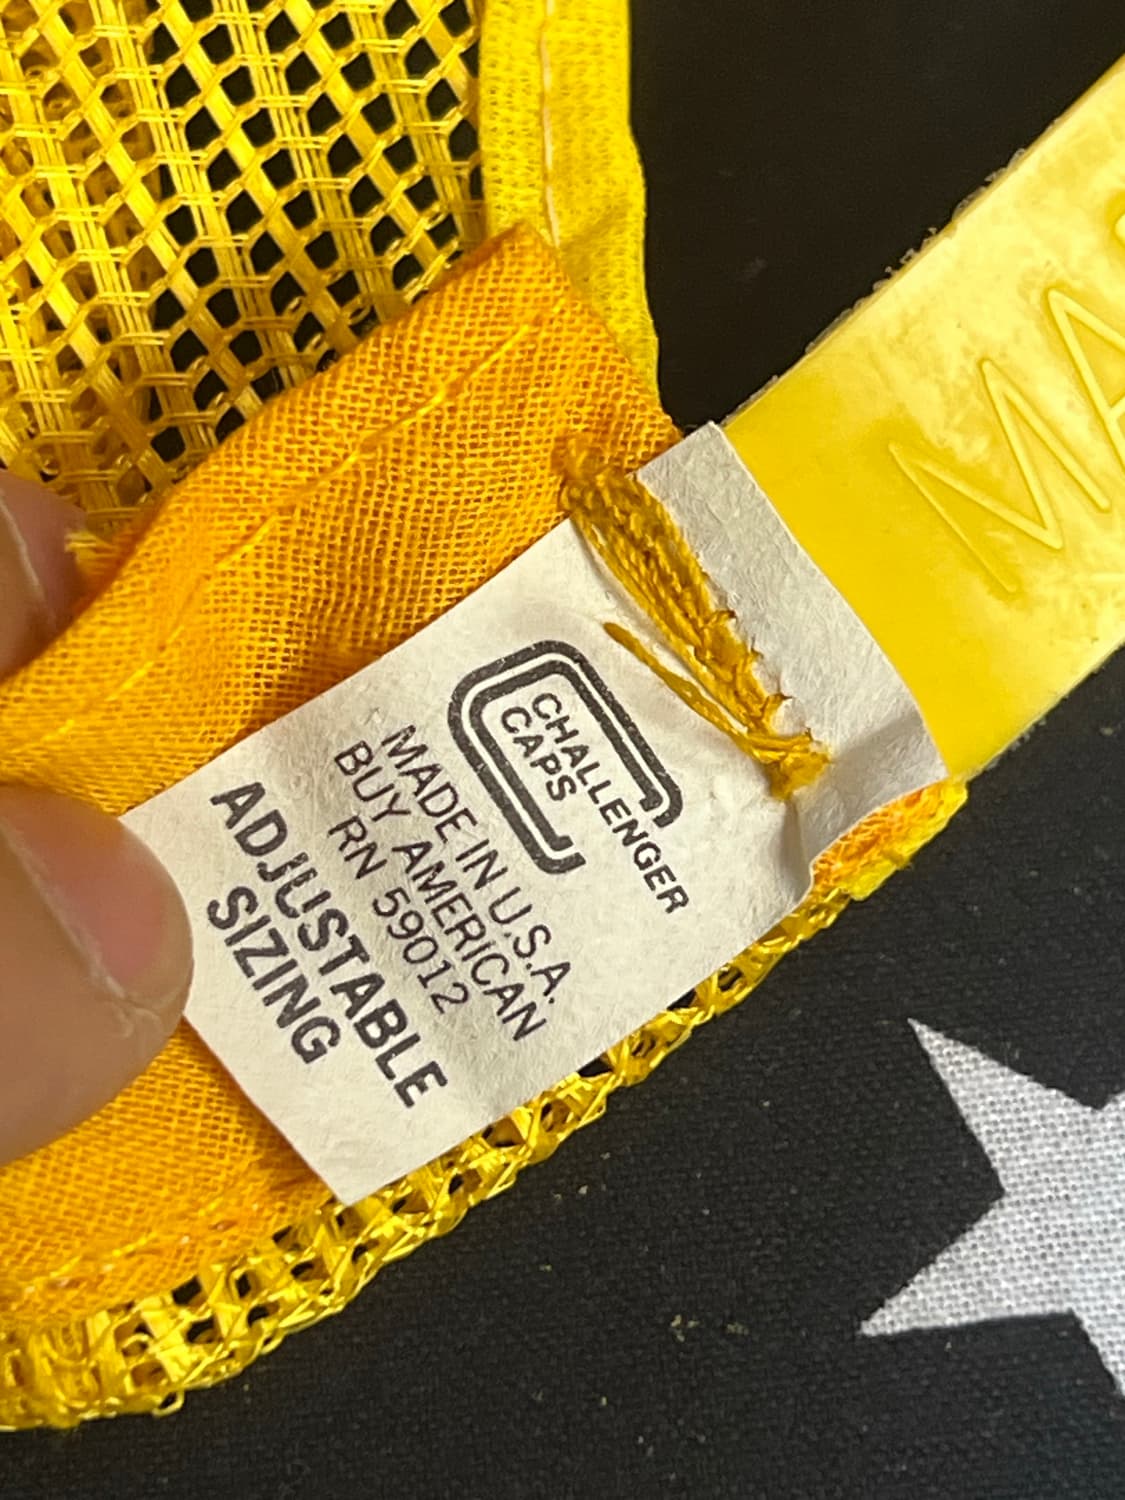 CHALLENGER
CAPS
MADE IN U.S.A.
BUY AMERICAN
RN 59012
ADJUSTABLE
SIZING